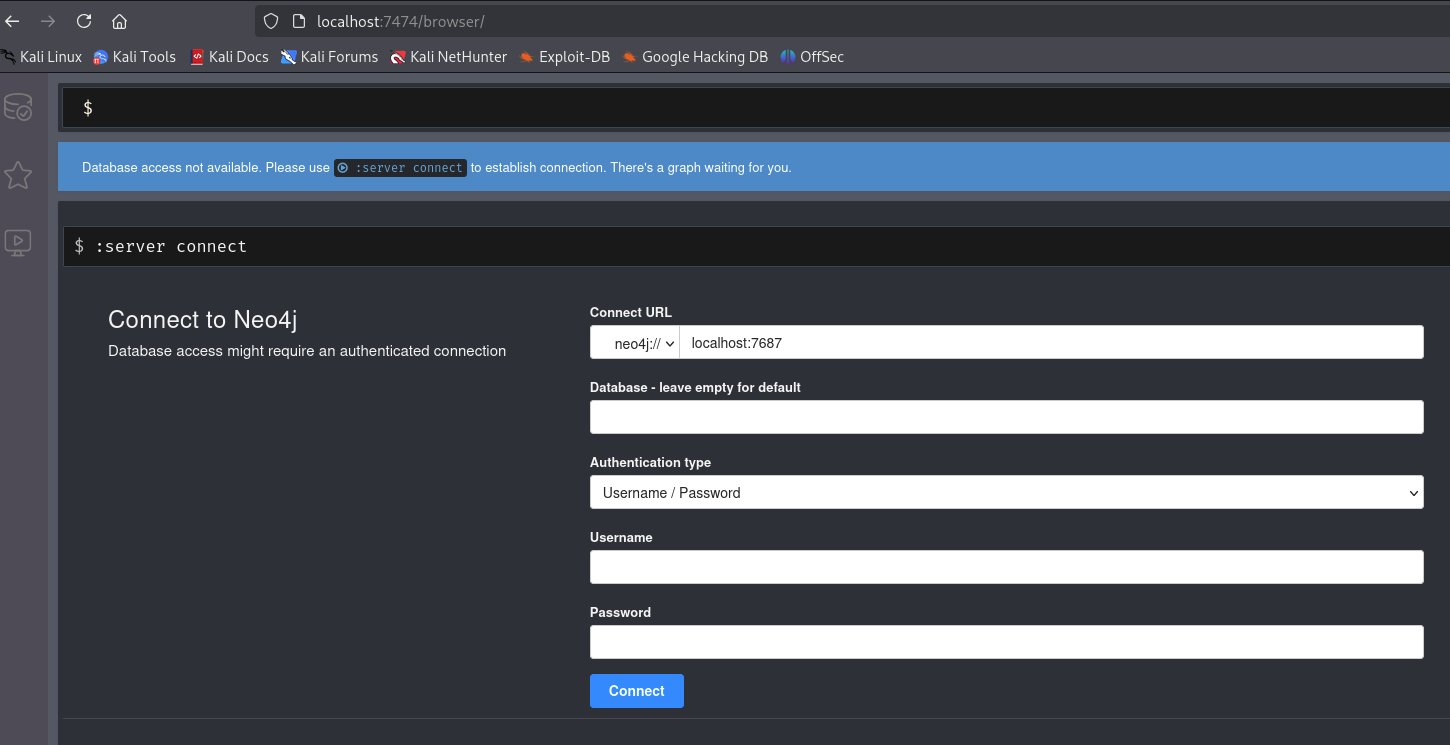 localhost:7474/browser/
Kali Linux Kali Tools Kali Docs Kali Forums Kali NetHunter Exploit-DB Google Hacking DB OffSec
$
Database access not available. Please use :server connect to establish connection. There's a graph waiting for you.
$ :server connect
Connect to Neo4j
Database access might require an authenticated connection
Connect URL
neo4j:// localhost:7687
Database - leave empty for default
Authentication type
Username / Password
Username
Password
Connect